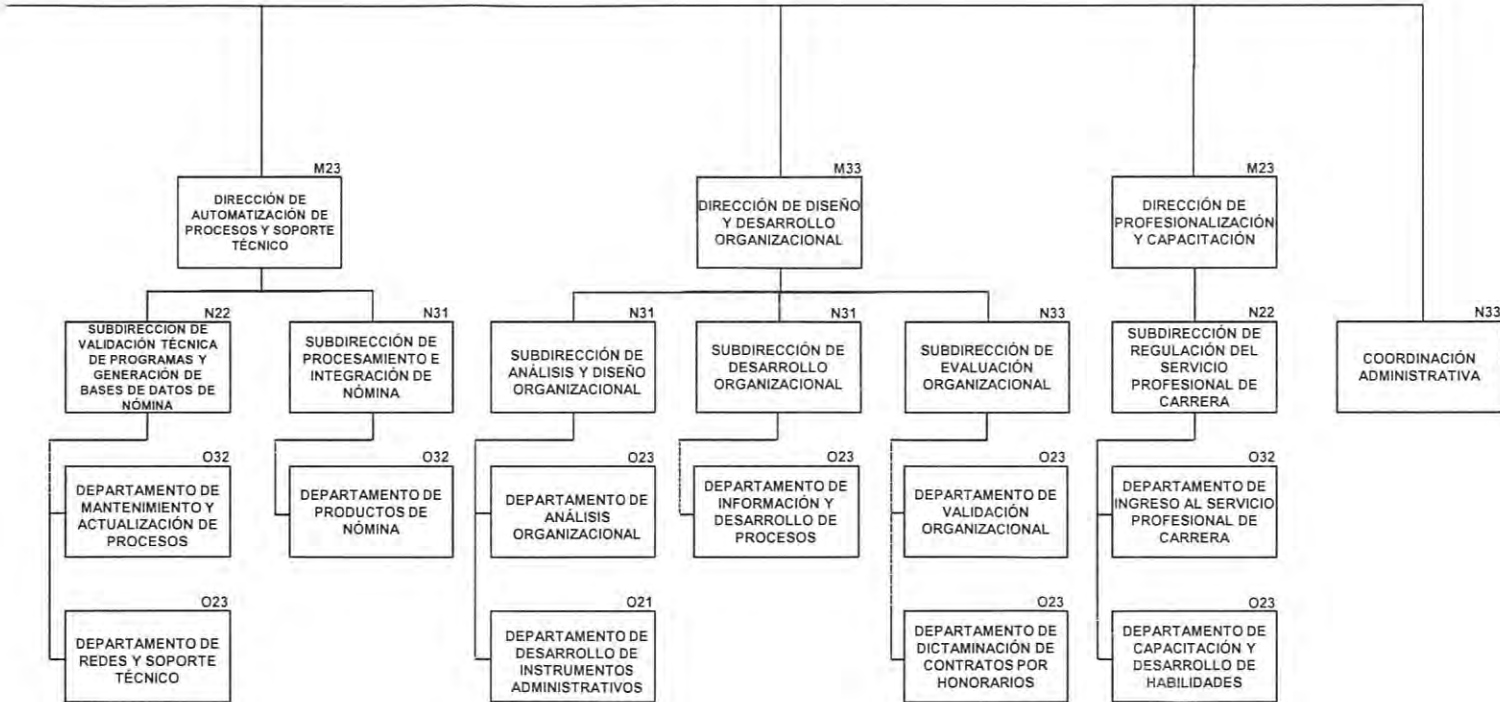 M23
DIRECCIÓN DE
AUTOMATIZACIÓN DE
PROCESOS Y SOPORTE
TÉCNICO
M33
DIRECCIÓN DE DISEÑO
Y DESARROLLO
ORGANIZACIONAL
M23
DIRECCIÓN DE
PROFESIONALIZACIÓN
Y CAPACITACIÓN
N22
SUBDIRECCION DE
VALIDACIÓN TÉCNICA
DE PROGRAMAS Y
GENERACIÓN DE
BASES DE DATOS DE
NÓMINA
N31
SUBDIRECCIÓN DE
PROCESAMIENTO E
INTEGRACIÓN DE
NÓMINA
N31
SUBDIRECCIÓN DE
ANÁLISIS Y DISEÑO
ORGANIZACIONAL
N31
SUBDIRECCIÓN DE
DESARROLLO
ORGANIZACIONAL
N33
SUBDIRECCIÓN DE
EVALUACIÓN
ORGANIZACIONAL
N22
SUBDIRECCIÓN DE
REGULACIÓN DEL
SERVICIO
PROFESIONAL DE
CARRERA
N33
COORDINACIÓN
ADMINISTRATIVA
O32
DEPARTAMENTO DE
MANTENIMIENTO Y
ACTUALIZACIÓN DE
PROCESOS
O32
DEPARTAMENTO DE
PRODUCTOS DE
NÓMINA
O23
DEPARTAMENTO DE
ANÁLISIS
ORGANIZACIONAL
O23
DEPARTAMENTO DE
INFORMACIÓN Y
DESARROLLO DE
PROCESOS
O23
DEPARTAMENTO DE
VALIDACIÓN
ORGANIZACIONAL
O32
DEPARTAMENTO DE
INGRESO AL SERVICIO
PROFESIONAL DE
CARRERA
O23
DEPARTAMENTO DE
REDES Y SOPORTE
TÉCNICO
O21
DEPARTAMENTO DE
DESARROLLO DE
INSTRUMENTOS
ADMINISTRATIVOS
O23
DEPARTAMENTO DE
DICTAMINACIÓN DE
CONTRATOS POR
HONORARIOS
O23
DEPARTAMENTO DE
CAPACITACIÓN Y
DESARROLLO DE
HABILIDADES